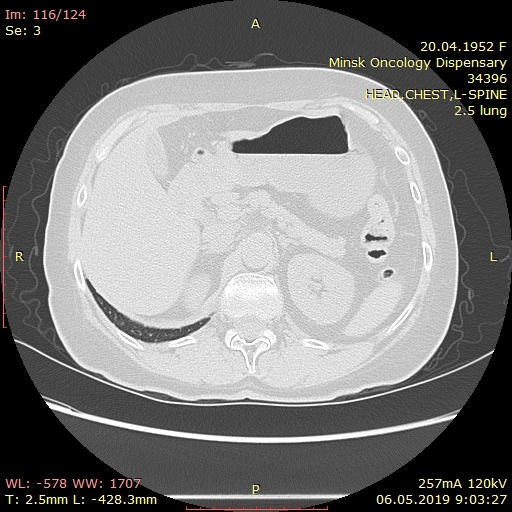 Im: 116/124
Se: 3
A
20.04.1952 F
Minsk Oncology Dispensary
34396
HEAD,CHEST,L-SPINE
2.5 lung
R
L
WL: -578 WW: 1707
T: 2.5mm L: -428.3mm
P
257mA 120kV
06.05.2019 9:03:27